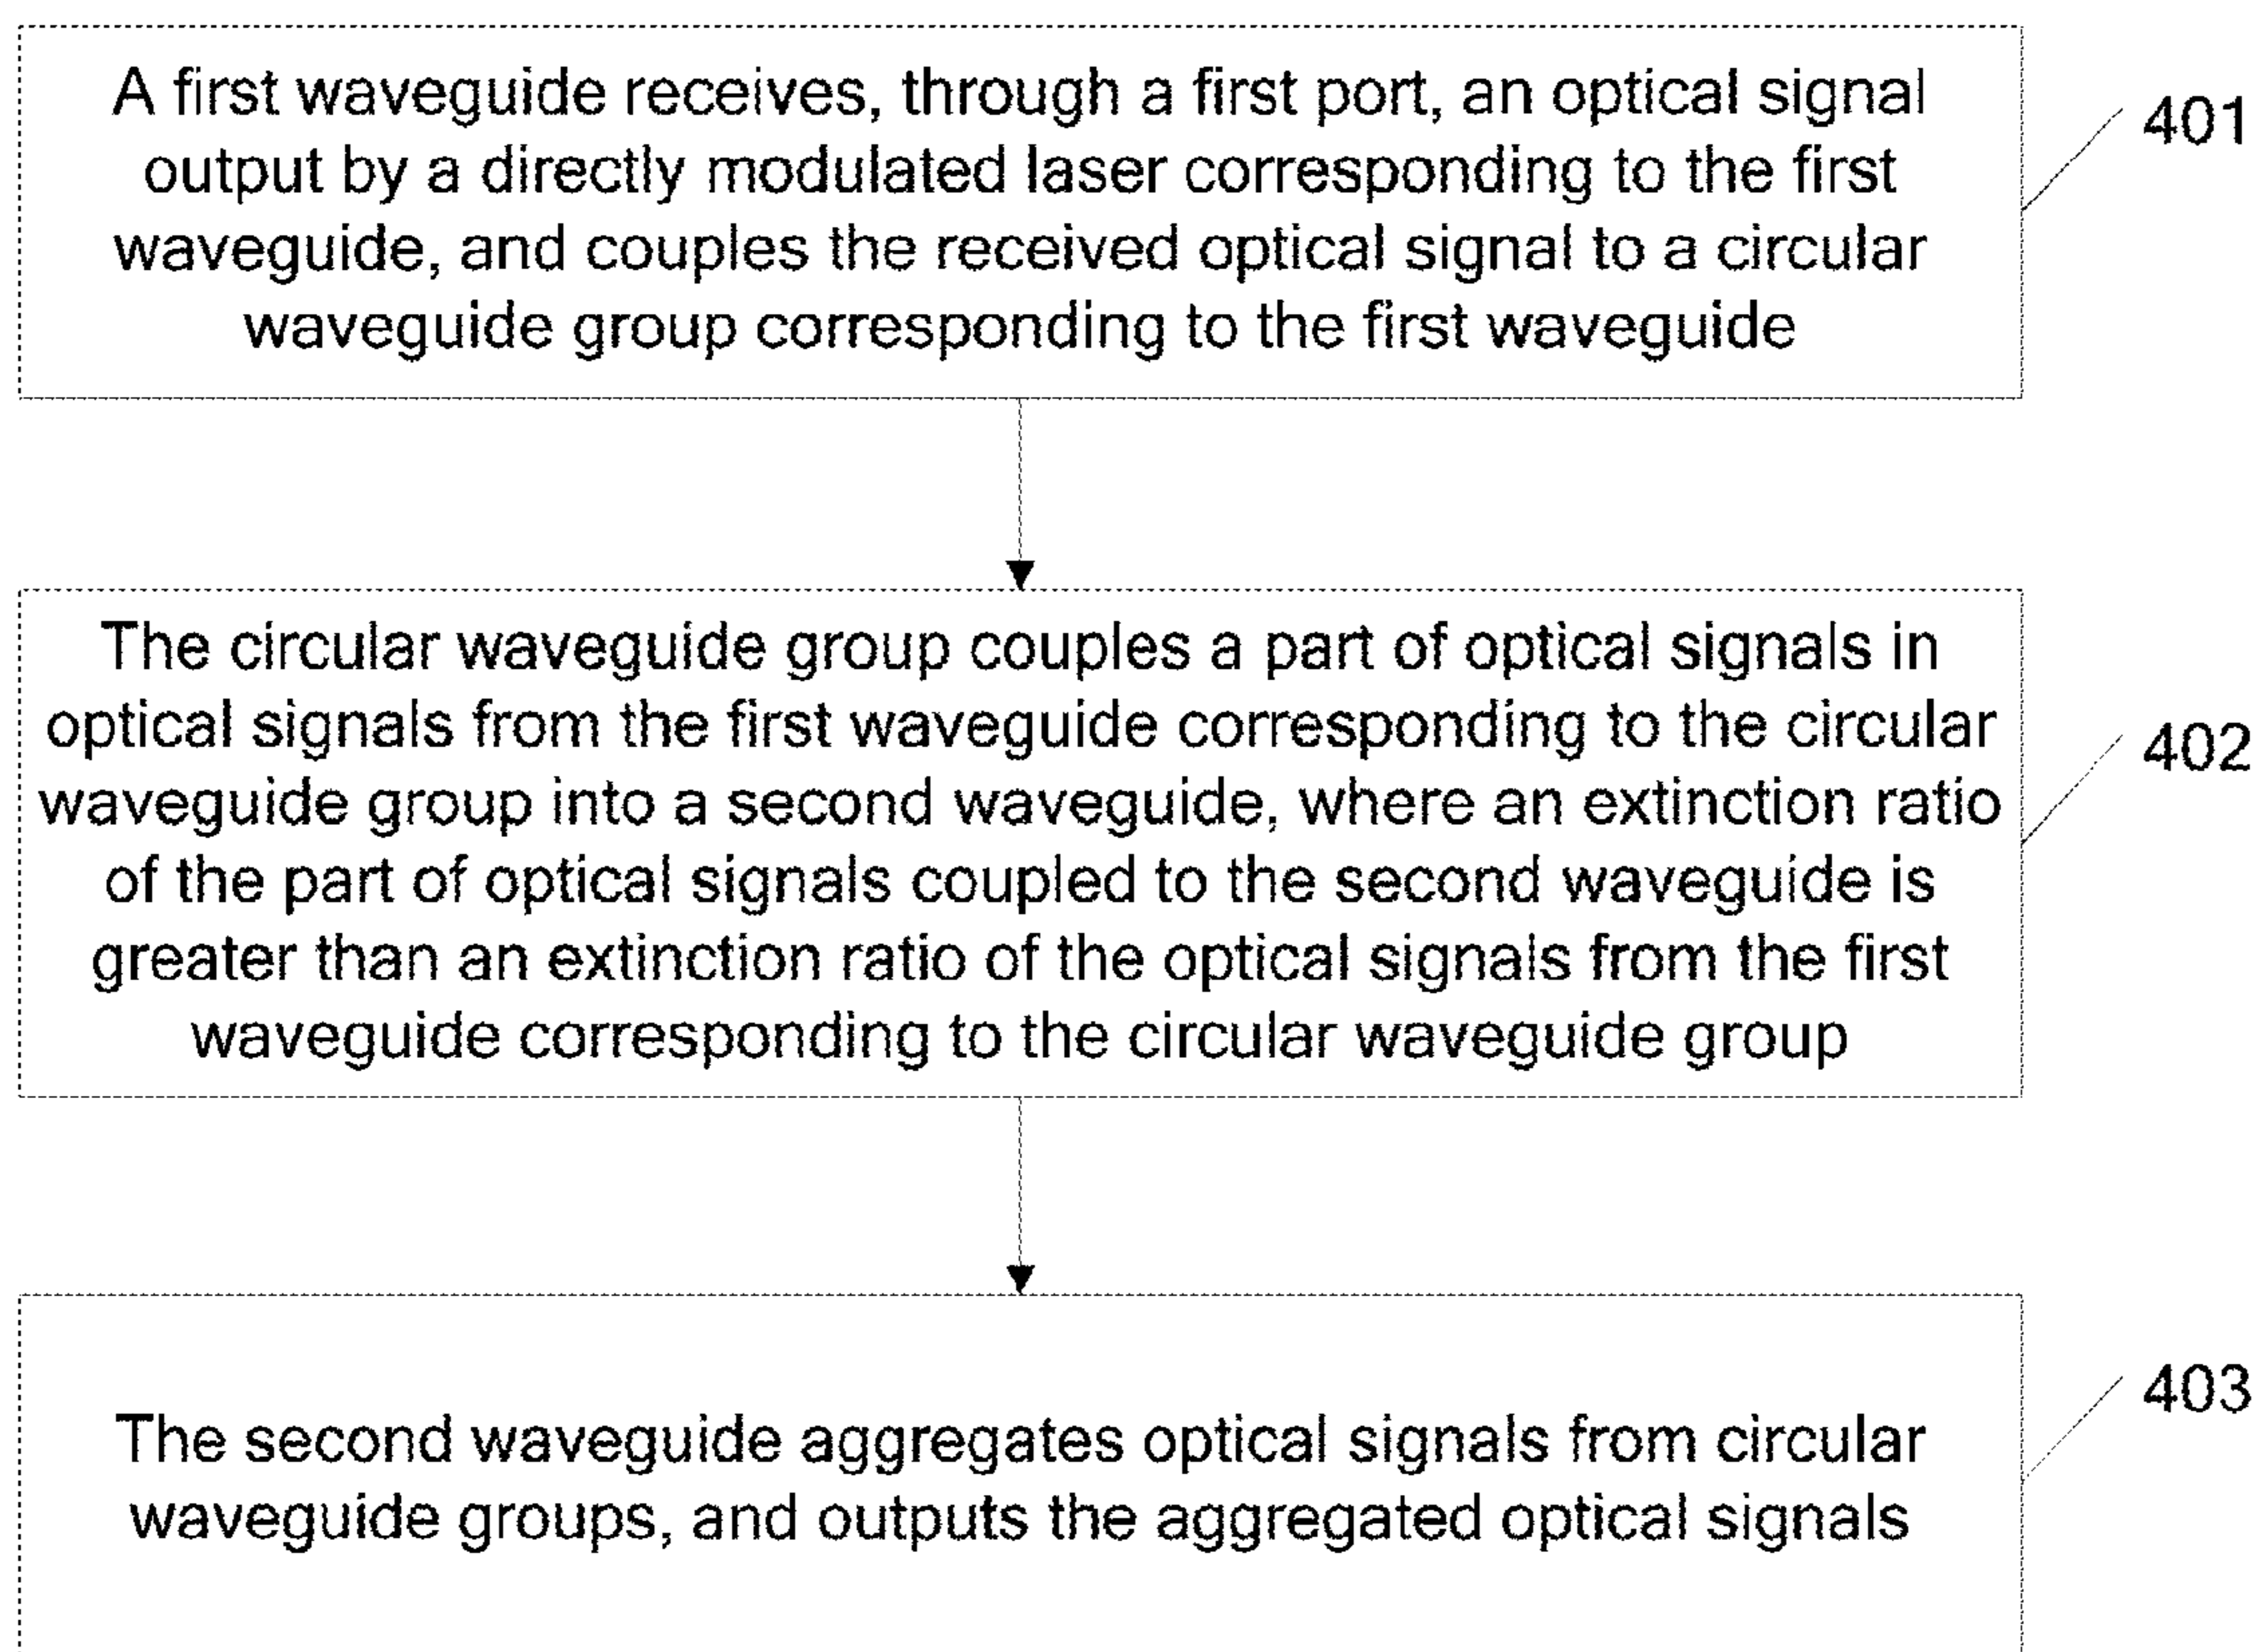 A first waveguide receives, through a first port, an optical signal
output by a directly modulated laser corresponding to the first
waveguide, and couples the received optical signal to a circular
waveguide group corresponding to the first waveguide
401
The circular waveguide group couples a part of optical signals in
optical signals from the first waveguide corresponding to the circular
waveguide group into a second waveguide, where an extinction ratio
of the part of optical signals coupled to the second waveguide is
greater than an extinction ratio of the optical signals from the first
waveguide corresponding to the circular waveguide group
402
The second waveguide aggregates optical signals from circular
waveguide groups, and outputs the aggregated optical signals
403